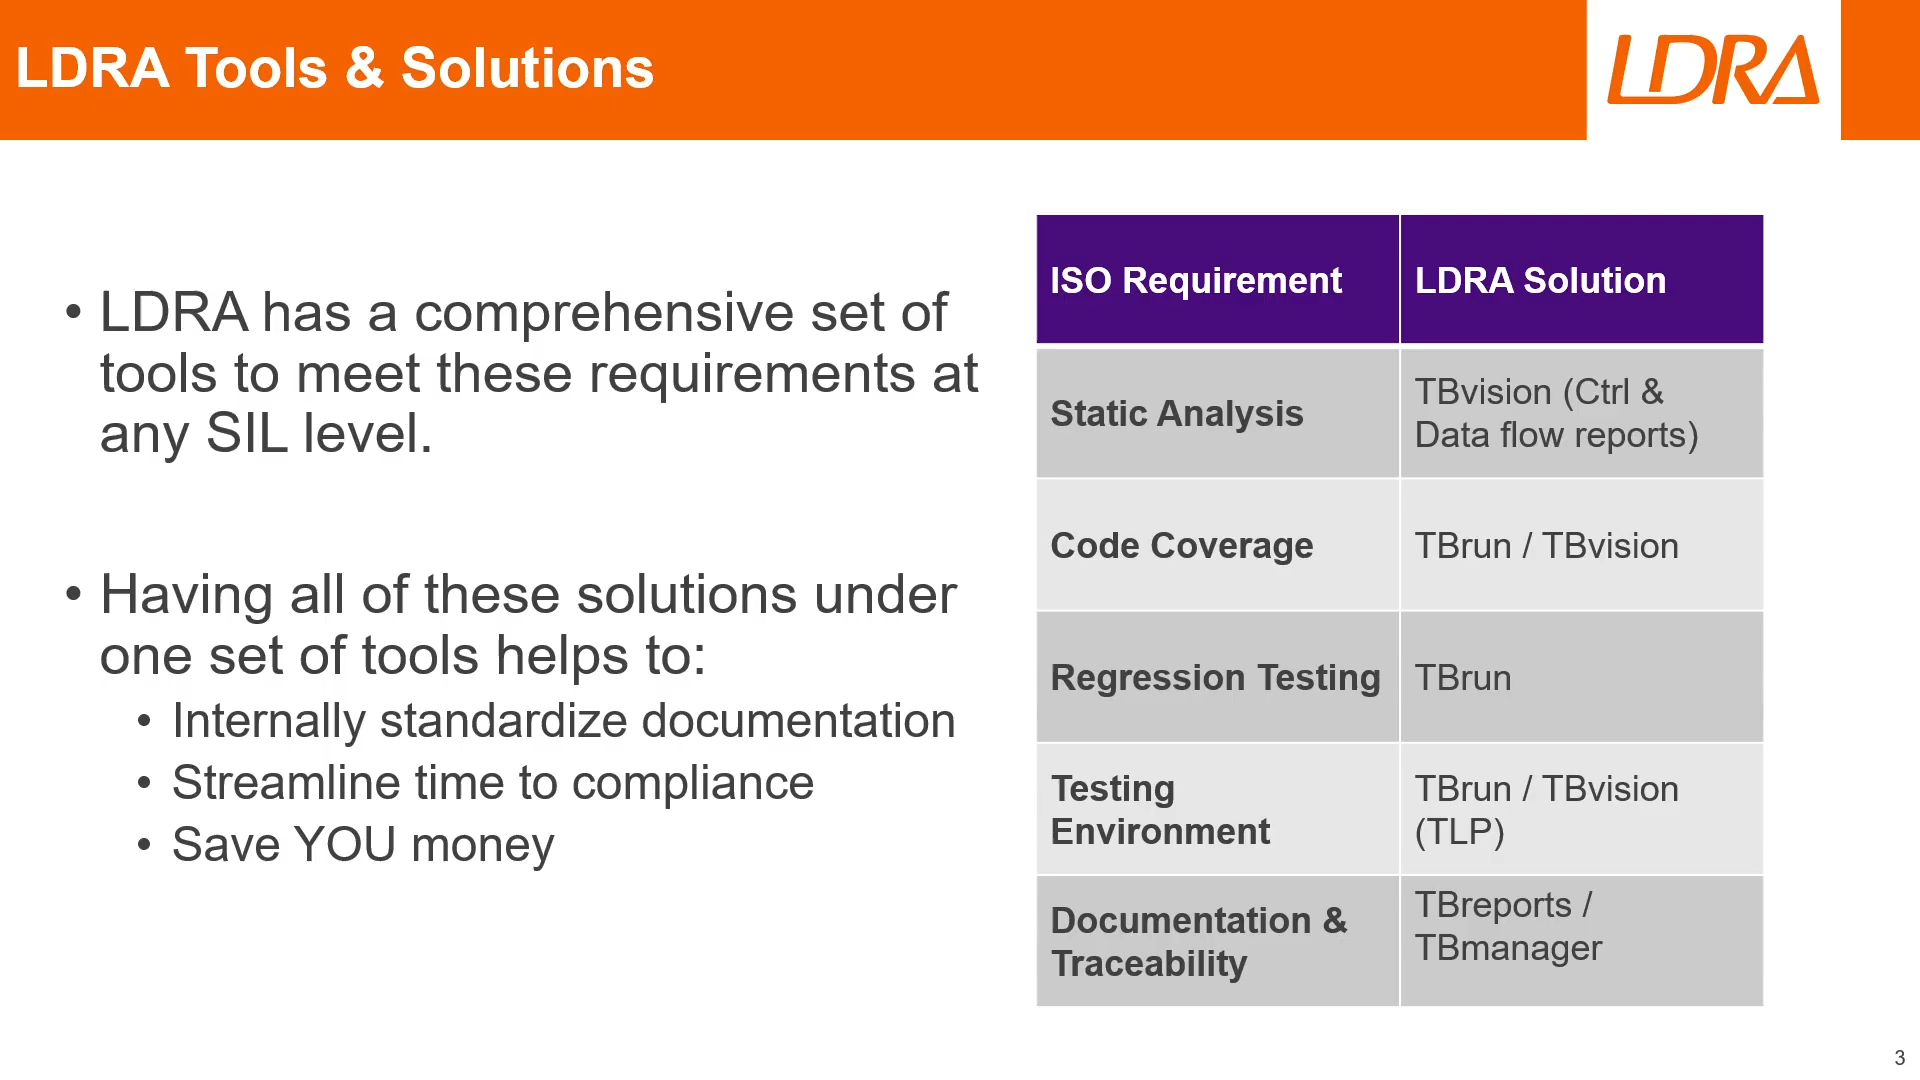 LDRA Tools & Solutions
LDRA
• LDRA has a comprehensive set of
tools to meet these requirements at
any SIL level.
• Having all of these solutions under
one set of tools helps to:
• Internally standardize documentation
• Streamline time to compliance
• Save YOU money
ISO Requirement
LDRA Solution
Static Analysis
TBvision (Ctrl &
Data flow reports)
Code Coverage
TBrun / TBvision
Regression Testing
TBrun
Testing
Environment
TBrun / TBvision
(TLP)
Documentation &
Traceability
TBreports /
TBmanager
3